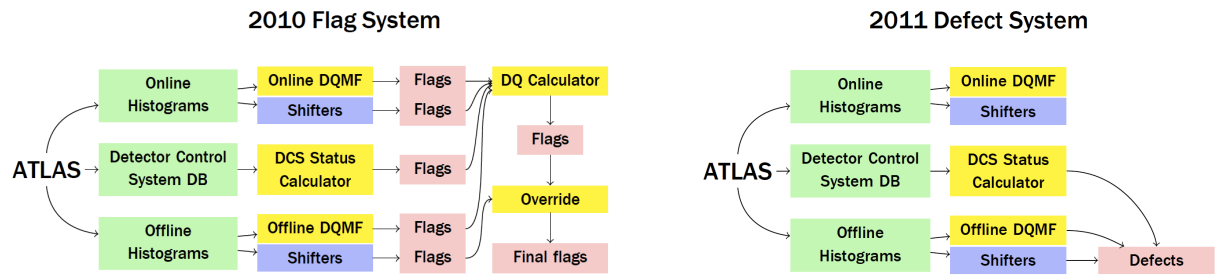 2010 Flag System
ATLAS
Online
Histograms
Online DQMF
Shifters
Flags
Flags
DQ Calculator
Flags
Detector Control
System DB
DCS Status
Calculator
Flags
Override
Offline
Histograms
Offline DQMF
Shifters
Flags
Flags
Final flags
2011 Defect System
ATLAS
Online
Histograms
Online DQMF
Shifters
Detector Control
System DB
DCS Status
Calculator
Offline
Histograms
Offline DQMF
Shifters
Defects